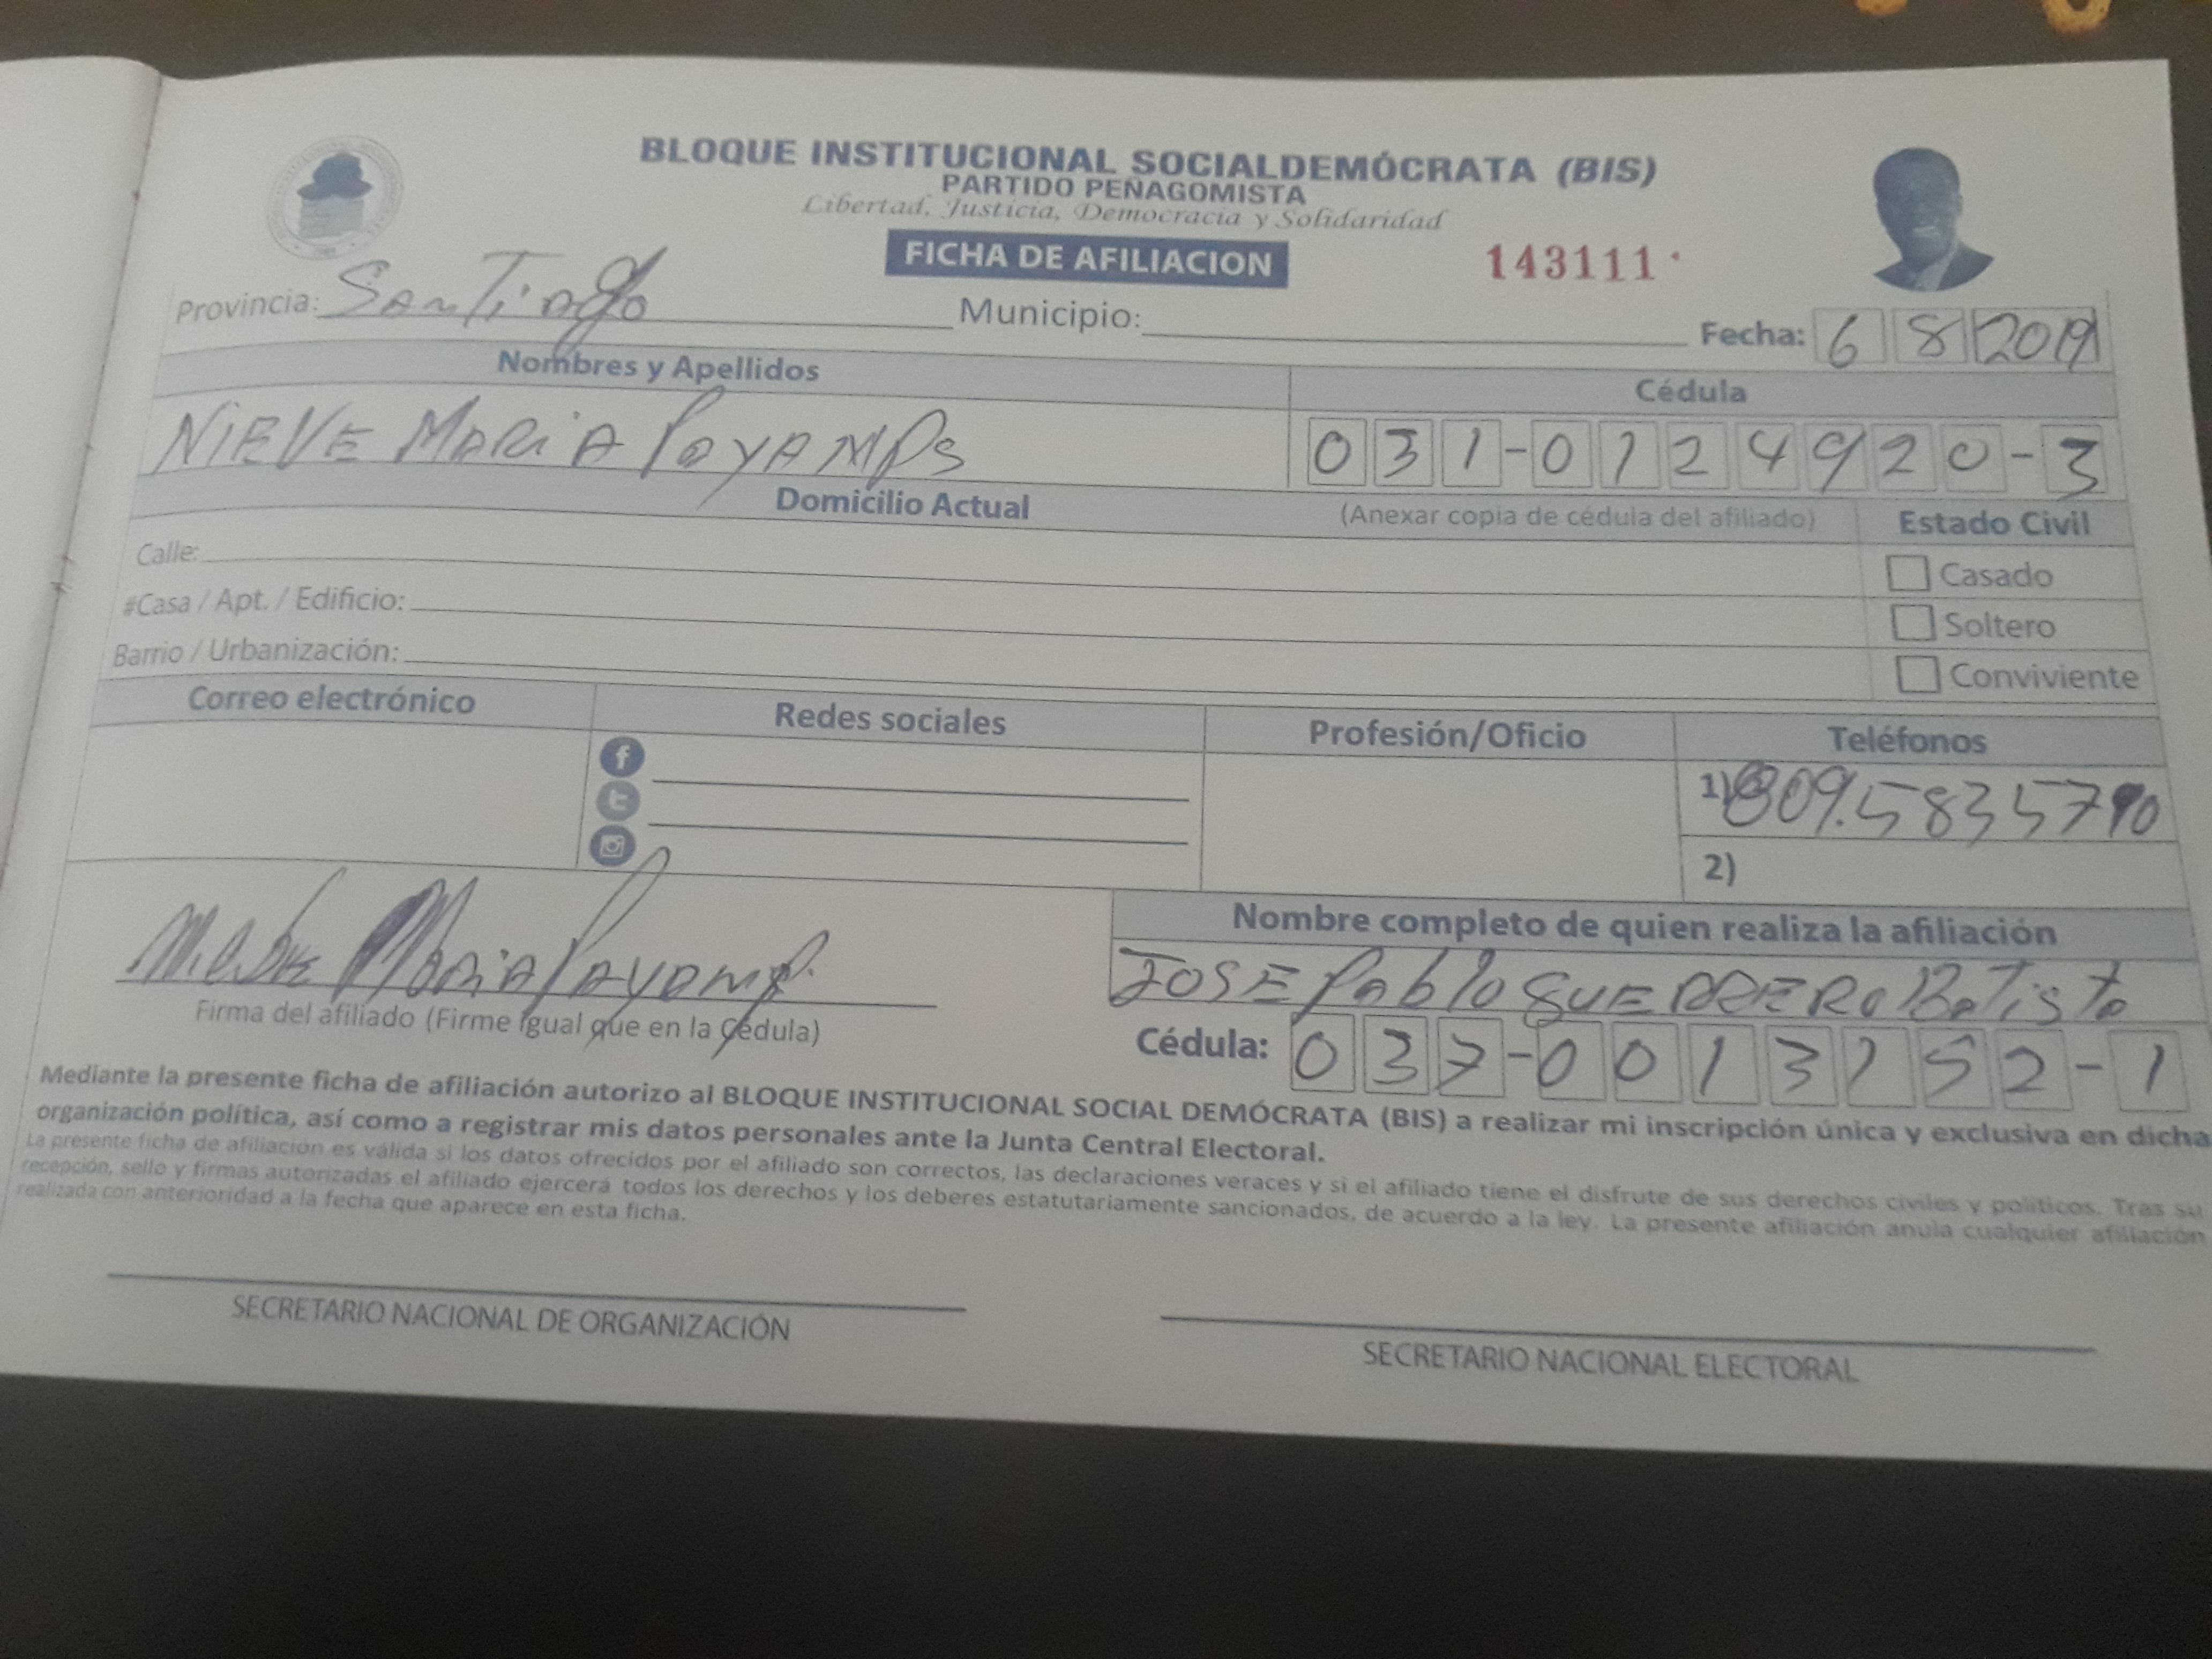 BLOQUE INSTITUCIONAL SOCIALDEMÓCRATA (BIS)
PARTIDO PEÑAGOMISTA
Libertad, Justicia, Democracia y Solidaridad
FICHA DE AFILIACION
143111
Provincia: SanTiago Municipio: Fecha: 6 8 2019
Nombres y Apellidos Cédula
NIEVE MARIA PAYAMPS 031-0124920-3
Domicilio Actual (Anexar copia de cédula del afiliado) Estado Civil
Calle: Casado
#Casa / Apt. / Edificio: Soltero
Barrio / Urbanización: Conviviente
Correo electrónico Redes sociales Profesión/Oficio Teléfonos
1) 809.5835790
2)
Nombre completo de quien realiza la afiliación
Maria Payamp JOSE Pablo GUERRERO Batista
Firma del afiliado (Firme Igual que en la Cédula)
Cédula: 037-0013152-1
Mediante la presente ficha de afiliación autorizo al BLOQUE INSTITUCIONAL SOCIAL DEMÓCRATA (BIS) a realizar mi inscripción única y exclusiva en dicha
organización política, así como a registrar mis datos personales ante la Junta Central Electoral.
La presente ficha de afiliación es válida si los datos ofrecidos por el afiliado son correctos, las declaraciones veraces y si el afiliado tiene el disfrute de sus derechos civiles y políticos. Tras su
recepción, sello y firmas autorizadas el afiliado ejercerá todos los derechos y los deberes estatutariamente sancionados, de acuerdo a la ley. La presente afiliación anula cualquier afiliación
realizada con anterioridad a la fecha que aparece en esta ficha.
SECRETARIO NACIONAL DE ORGANIZACIÓN
SECRETARIO NACIONAL ELECTORAL